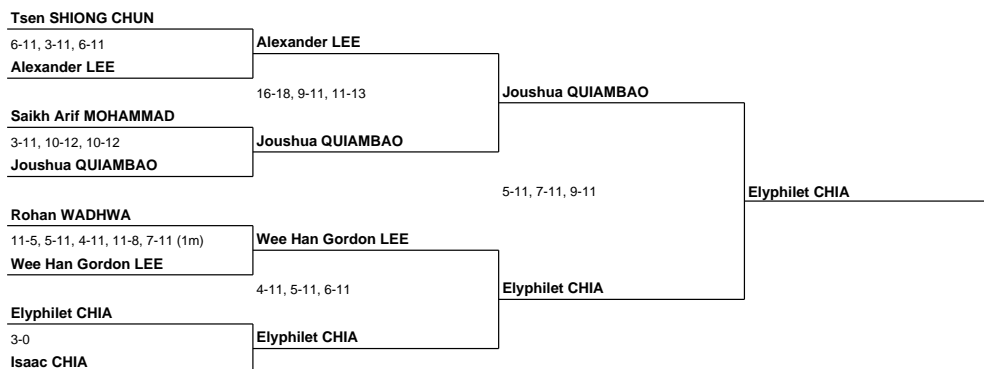 Tsen SHIONG CHUN
6-11, 3-11, 6-11
Alexander LEE
Alexander LEE
16-18, 9-11, 11-13
Saikh Arif MOHAMMAD
3-11, 10-12, 10-12
Joushua QUIAMBAO
Joushua QUIAMBAO
Joushua QUIAMBAO
5-11, 7-11, 9-11
Elyphilet CHIA
Rohan WADHWA
11-5, 5-11, 4-11, 11-8, 7-11 (1m)
Wee Han Gordon LEE
Wee Han Gordon LEE
4-11, 5-11, 6-11
Elyphilet CHIA
Elyphilet CHIA
3-0
Isaac CHIA
Elyphilet CHIA